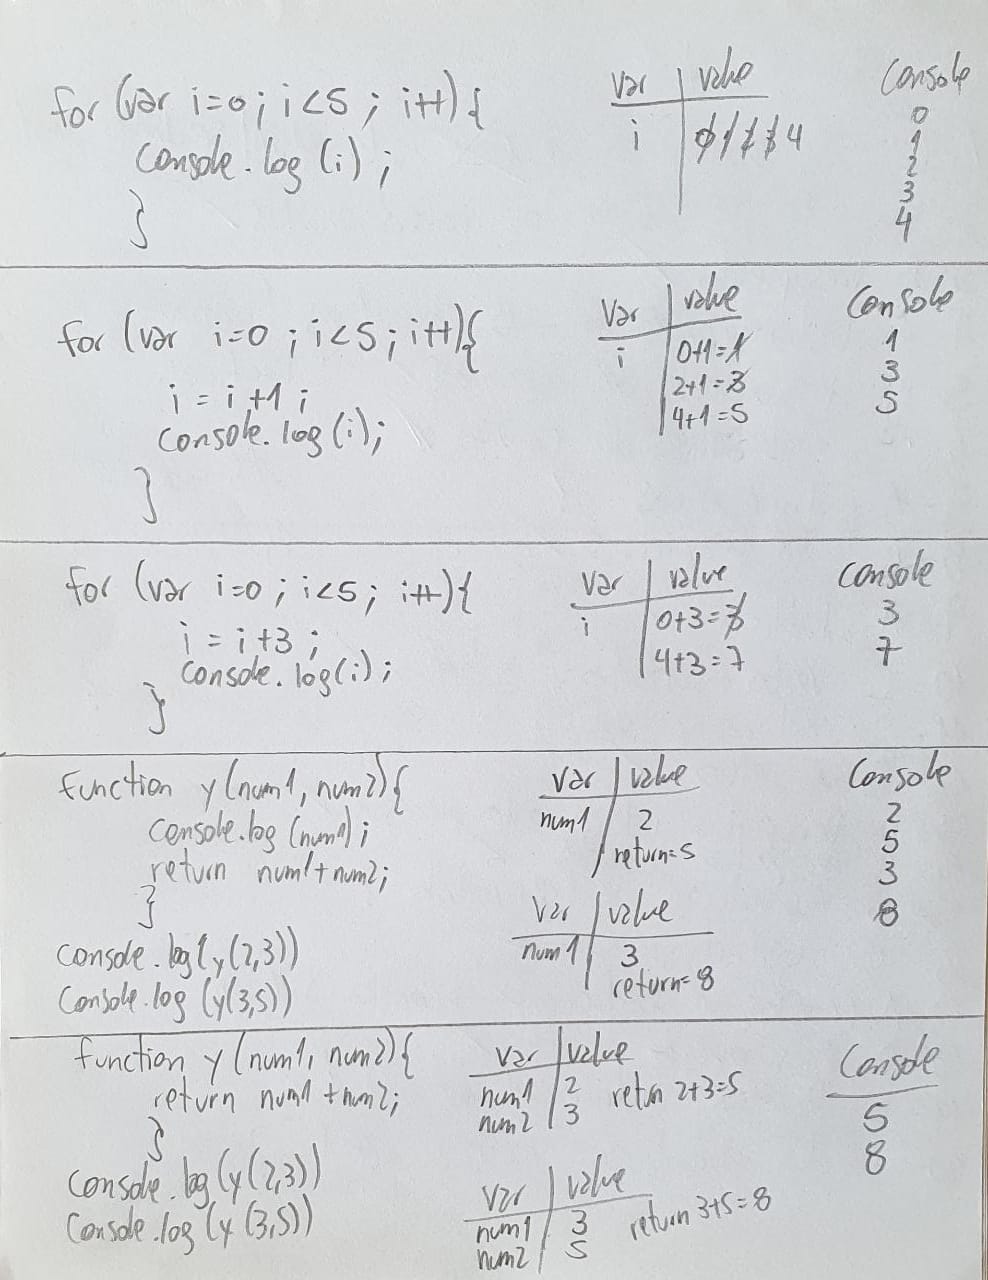 for (var i=0; i<5; i++){
console.log(i);
}
var value
i 0 1 2 3 4
Console
0
1
2
3
4
for (var i=0; i<5; i++){
i = i+1;
console.log(i);
}
var value
i 0+1=1
2+1=3
4+1=5
Console
1
3
5
for (var i=0; i<5; i++){
i = i+3;
console.log(i);
}
var value
i 0+3=3
4+3=7
console
3
7
function y(num1, num2){
console.log(num1);
return num1+num2;
}
console.log(y(2,3))
console.log(y(3,5))
var value
num1 2
return=5
var value
num1 3
return=8
Console
2
5
3
8
function y(num1, num2){
return num1+num2;
}
console.log(y(2,3))
console.log(y(3,5))
var value
num1 2 return 2+3=5
num2 3
var value
num1 3 return 3+5=8
num2 5
Console
5
8